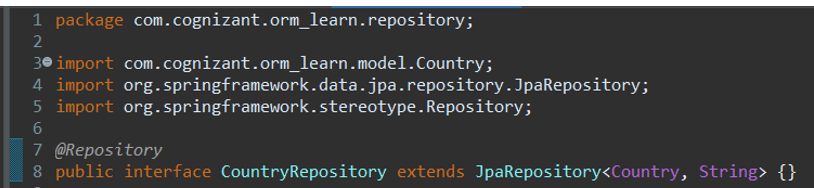 1 package com.cognizant.orm_learn.repository;
2
3 import com.cognizant.orm_learn.model.Country;
4 import org.springframework.data.jpa.repository.JpaRepository;
5 import org.springframework.stereotype.Repository;
6
7 @Repository
8 public interface CountryRepository extends JpaRepository<Country, String> {}